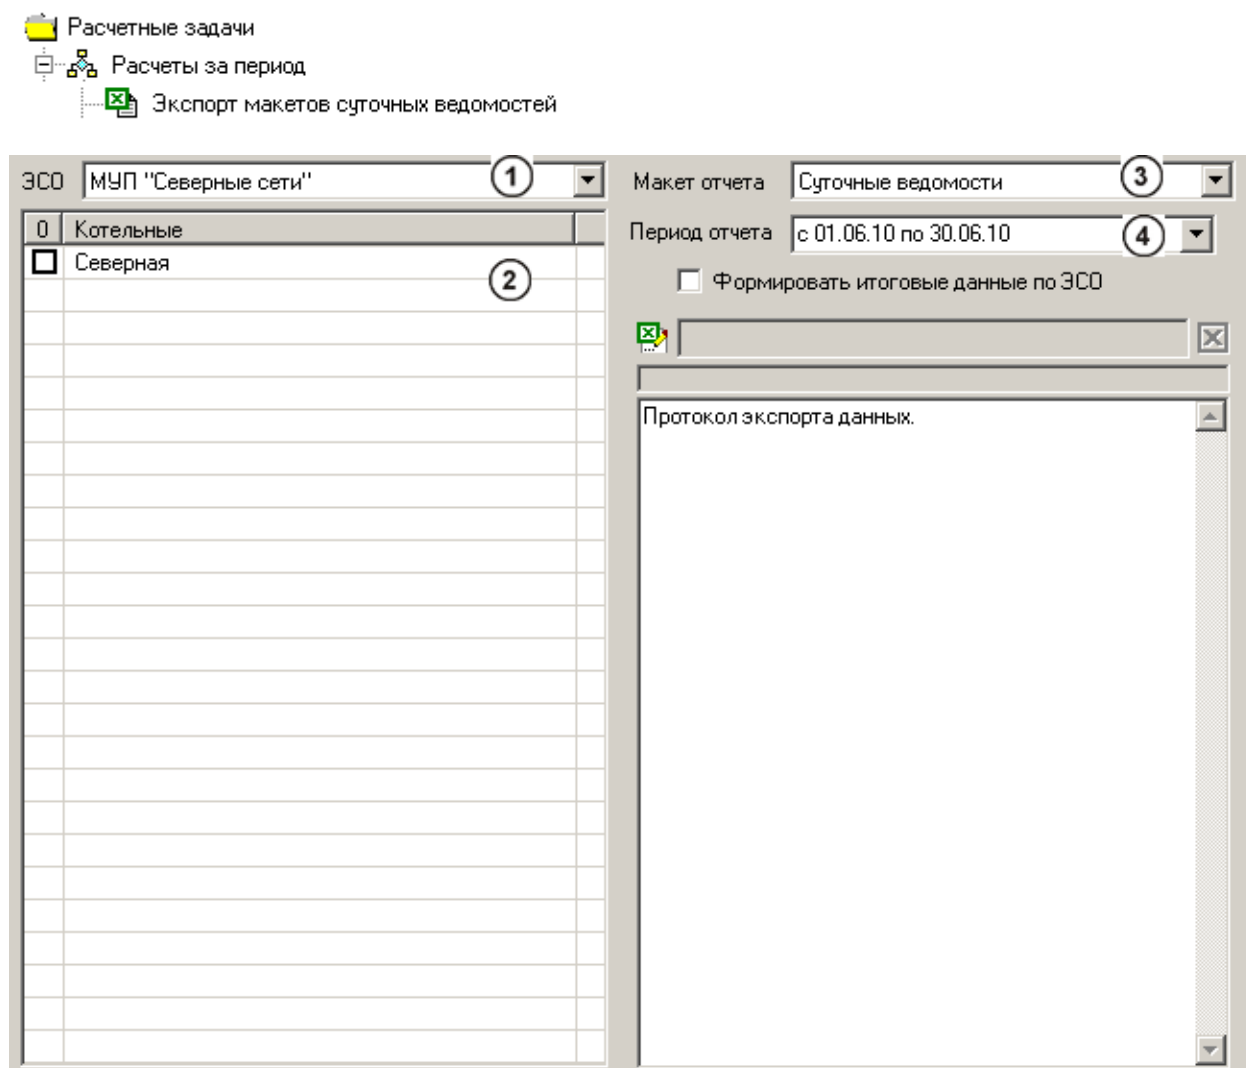 Расчетные задачи
Расчеты за период
Экспорт макетов суточных ведомостей
ЭСО МУП "Северные сети" 1
0 Котельные
Северная 2
Макет отчета Суточные ведомости 3
Период отчета с 01.06.10 по 30.06.10 4
Формировать итоговые данные по ЭСО
Протокол экспорта данных.